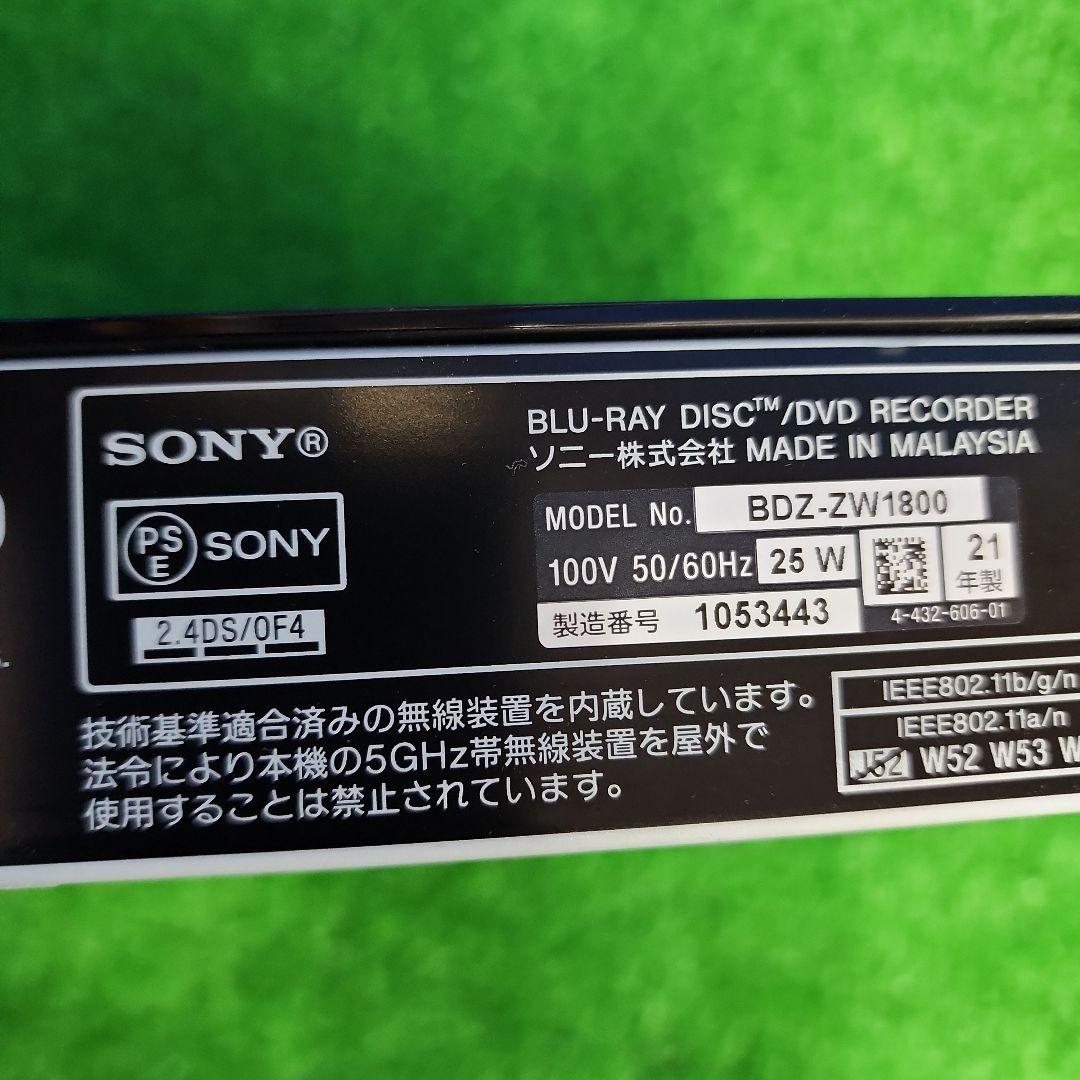 SONY®
PSE SONY
2.4DS/OF4
BLU-RAY DISC™/DVD RECORDER
ソニー株式会社 MADE IN MALAYSIA
MODEL No. BDZ-ZW1800
100V 50/60Hz 25 W
21年製
製造番号 1053443
4-432-606-01
技術基準適合済みの無線装置を内蔵しています。
法令により本機の5GHz帯無線装置を屋外で
使用することは禁止されています。
IEEE802.11b/g/n
IEEE802.11a/n
J52 W52 W53 W